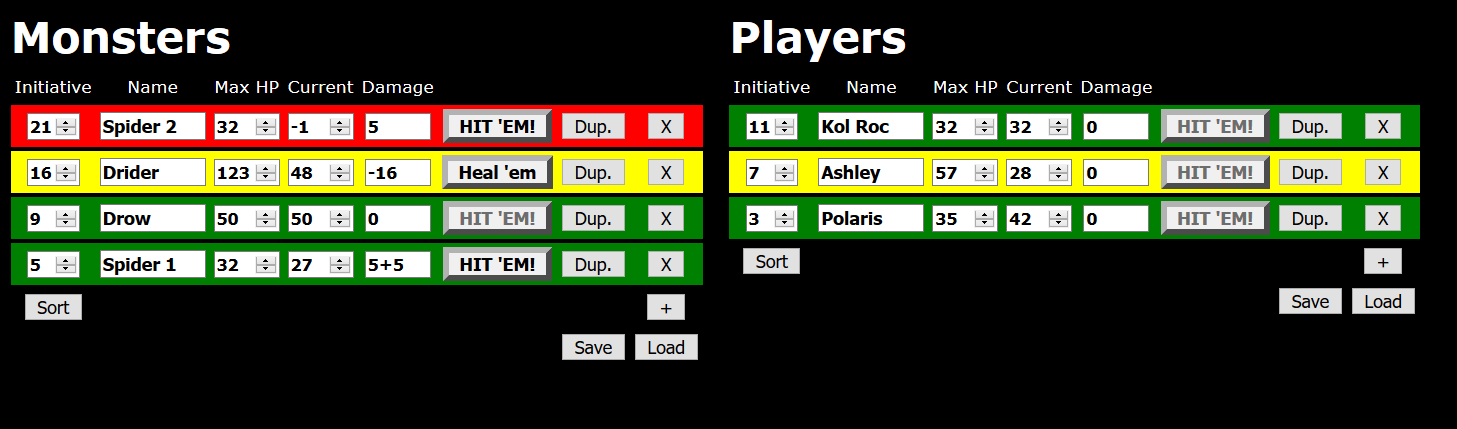 Monsters
Initiative Name Max HP Current Damage
21 Spider 2 32 -1 5 HIT 'EM! Dup. X
16 Drider 123 48 -16 Heal 'em Dup. X
9 Drow 50 50 0 HIT 'EM! Dup. X
5 Spider 1 32 27 5+5 HIT 'EM! Dup. X
Sort +
Save Load
Players
Initiative Name Max HP Current Damage
11 Kol Roc 32 32 0 HIT 'EM! Dup. X
7 Ashley 57 28 0 HIT 'EM! Dup. X
3 Polaris 35 42 0 HIT 'EM! Dup. X
Sort +
Save Load